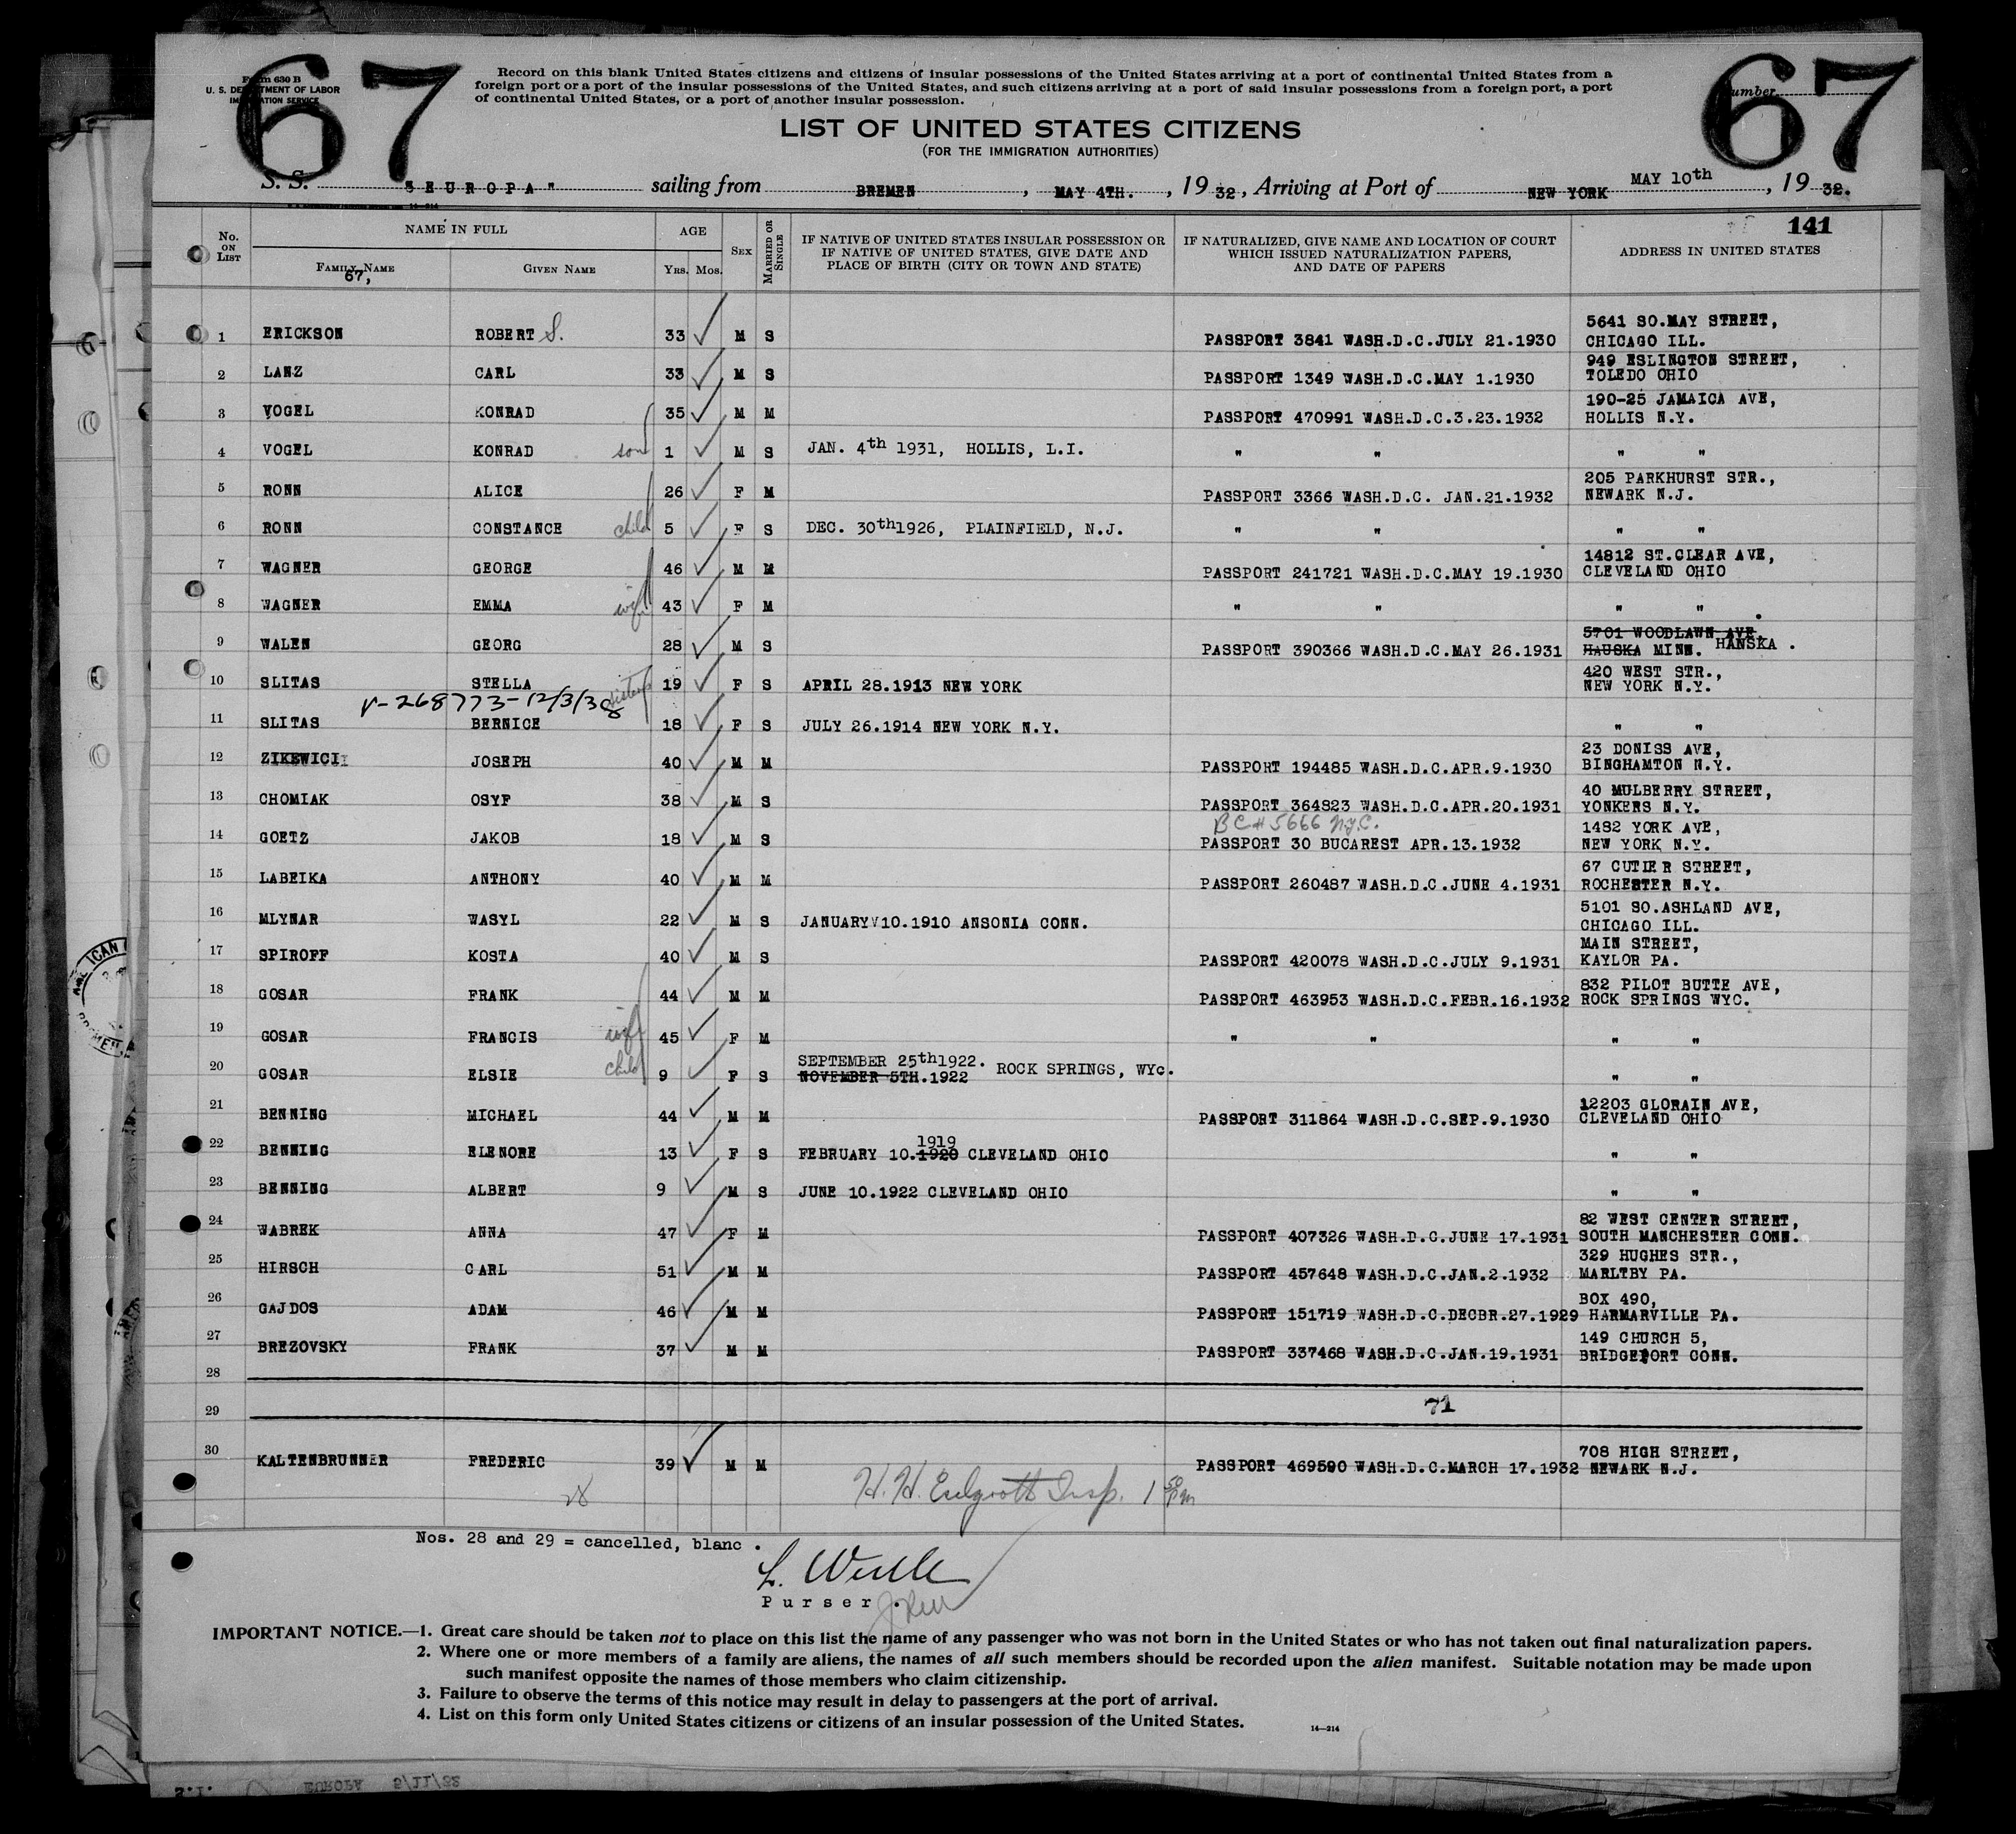 67
67
Form 630 B
U. S. DEPARTMENT OF LABOR
IMMIGRATION SERVICE
Record on this blank United States citizens and citizens of insular possessions of the United States arriving at a port of continental United States from a
foreign port or a port of the insular possessions of the United States, and such citizens arriving at a port of said insular possessions from a foreign port, a port
of continental United States, or a port of another insular possession.
Number
LIST OF UNITED STATES CITIZENS
(FOR THE IMMIGRATION AUTHORITIES)
S. S. "EUROPA" sailing from BREMEN, MAY 4TH., 1932, Arriving at Port of NEW YORK MAY 10th, 1932.
141
No. ON LIST
NAME IN FULL
FAMILY NAME
67,
GIVEN NAME
AGE
YRS. MOS.
SEX
MARRIED OR SINGLE
IF NATIVE OF UNITED STATES INSULAR POSSESSION OR
IF NATIVE OF UNITED STATES, GIVE DATE AND
PLACE OF BIRTH (CITY OR TOWN AND STATE)
IF NATURALIZED, GIVE NAME AND LOCATION OF COURT
WHICH ISSUED NATURALIZATION PAPERS,
AND DATE OF PAPERS
ADDRESS IN UNITED STATES
1 ERICKSON ROBERT S. 33 M S PASSPORT 3841 WASH.D.C.JULY 21.1930 5641 SO.MAY STREET,
CHICAGO ILL.
2 LANZ CARL 33 M S PASSPORT 1349 WASH.D.C.MAY 1.1930 949 ESLINGTON STREET,
TOLEDO OHIO
3 VOGEL KONRAD 35 M M PASSPORT 470991 WASH.D.C.3.23.1932 190-25 JAMAICA AVE,
HOLLIS N.Y.
4 VOGEL KONRAD son 1 M S JAN. 4th 1931, HOLLIS, L.I. " " " "
5 RONN ALICE 26 F M PASSPORT 3366 WASH.D.C. JAN.21.1932 205 PARKHURST STR.,
NEWARK N.J.
6 RONN CONSTANCE child 5 F S DEC. 30th1926, PLAINFIELD, N.J. " " " "
7 WAGNER GEORGE 46 M M PASSPORT 241721 WASH.D.C.MAY 19.1930 14812 ST.CLEAR AVE,
CLEVELAND OHIO
8 WAGNER EMMA wife 43 F M " " " "
9 WALEN GEORG 28 M S PASSPORT 390366 WASH.D.C.MAY 26.1931 5701 WOODLAWN AVE,
HAUSKA MINN. HANSKA .
10 SLITAS STELLA sisters 19 F S APRIL 28.1913 NEW YORK 420 WEST STR.,
NEW YORK N.Y.
V-268773-12/3/38
11 SLITAS BERNICE 18 F S JULY 26.1914 NEW YORK N.Y. " "
12 ZIKEWICI JOSEPH 40 M M PASSPORT 194485 WASH.D.C.APR.9.1930 23 DONISS AVE,
BINGHAMTON N.Y.
13 CHOMIAK OSYF 38 M S PASSPORT 364823 WASH.D.C.APR.20.1931 40 MULBERRY STREET,
YONKERS N.Y.
BC# 5666 N.Y.C.
14 GOETZ JAKOB 18 M S PASSPORT 30 BUCAREST APR.13.1932 1482 YORK AVE,
NEW YORK N.Y.
15 LABEIKA ANTHONY 40 M M PASSPORT 260487 WASH.D.C.JUNE 4.1931 67 CUTLER STREET,
ROCHESTER N.Y.
16 MLYNAR WASYL 22 M S JANUARY 10.1910 ANSONIA CONN. 5101 SO.ASHLAND AVE,
CHICAGO ILL.
17 SPIROFF KOSTA 40 M S PASSPORT 420078 WASH.D.C.JULY 9.1931 MAIN STREET,
KAYLOR PA.
18 GOSAR FRANK 44 M M PASSPORT 463953 WASH.D.C.FEBR.16.1932 832 PILOT BUTTE AVE,
ROCK SPRINGS WYC.
19 GOSAR FRANCIS wife 45 F M " " " "
20 GOSAR ELSIE child 9 F S SEPTEMBER 25th1922. ROCK SPRINGS, WYo. " "
NOVEMBER 5TH.1922
21 BENNING MICHAEL 44 M M PASSPORT 311864 WASH.D.C.SEP.9.1930 12203 GLORAIN AVE,
CLEVELAND OHIO
22 BENNING ELENORE 13 F S FEBRUARY 10.1920 1919 CLEVELAND OHIO " "
23 BENNING ALBERT 9 M S JUNE 10.1922 CLEVELAND OHIO " "
24 WABREK ANNA 47 F M PASSPORT 407326 WASH.D.C.JUNE 17.1931 82 WEST CENTER STREET,
SOUTH MANCHESTER CONN.
25 HIRSCH CARL 51 M M PASSPORT 457648 WASH.D.C.JAN.2.1932 329 HUGHES STR.,
MARLTBY PA.
26 GAJDOS ADAM 46 M M PASSPORT 151719 WASH.D.C.DECBR.27.1929 BOX 490,
HARMARVILLE PA.
27 BREZOVSKY FRANK 37 M M PASSPORT 337468 WASH.D.C.JAN.19.1931 149 CHURCH 5,
BRIDGEPORT CONN.
28
29 71
30 KALTENBRUNNER FREDERIC 39 M M PASSPORT 469590 WASH.D.C.MARCH 17.1932 708 HIGH STREET,
NEWARK N.J.
H. H. Insp. 1 50 Pm
Nos. 28 and 29 = cancelled, blanc .
Purser .
IMPORTANT NOTICE.—1. Great care should be taken not to place on this list the name of any passenger who was not born in the United States or who has not taken out final naturalization papers.
2. Where one or more members of a family are aliens, the names of all such members should be recorded upon the alien manifest. Suitable notation may be made upon
such manifest opposite the names of those members who claim citizenship.
3. Failure to observe the terms of this notice may result in delay to passengers at the port of arrival.
4. List on this form only United States citizens or citizens of an insular possession of the United States.
14—214
EUROPA 5/11/32